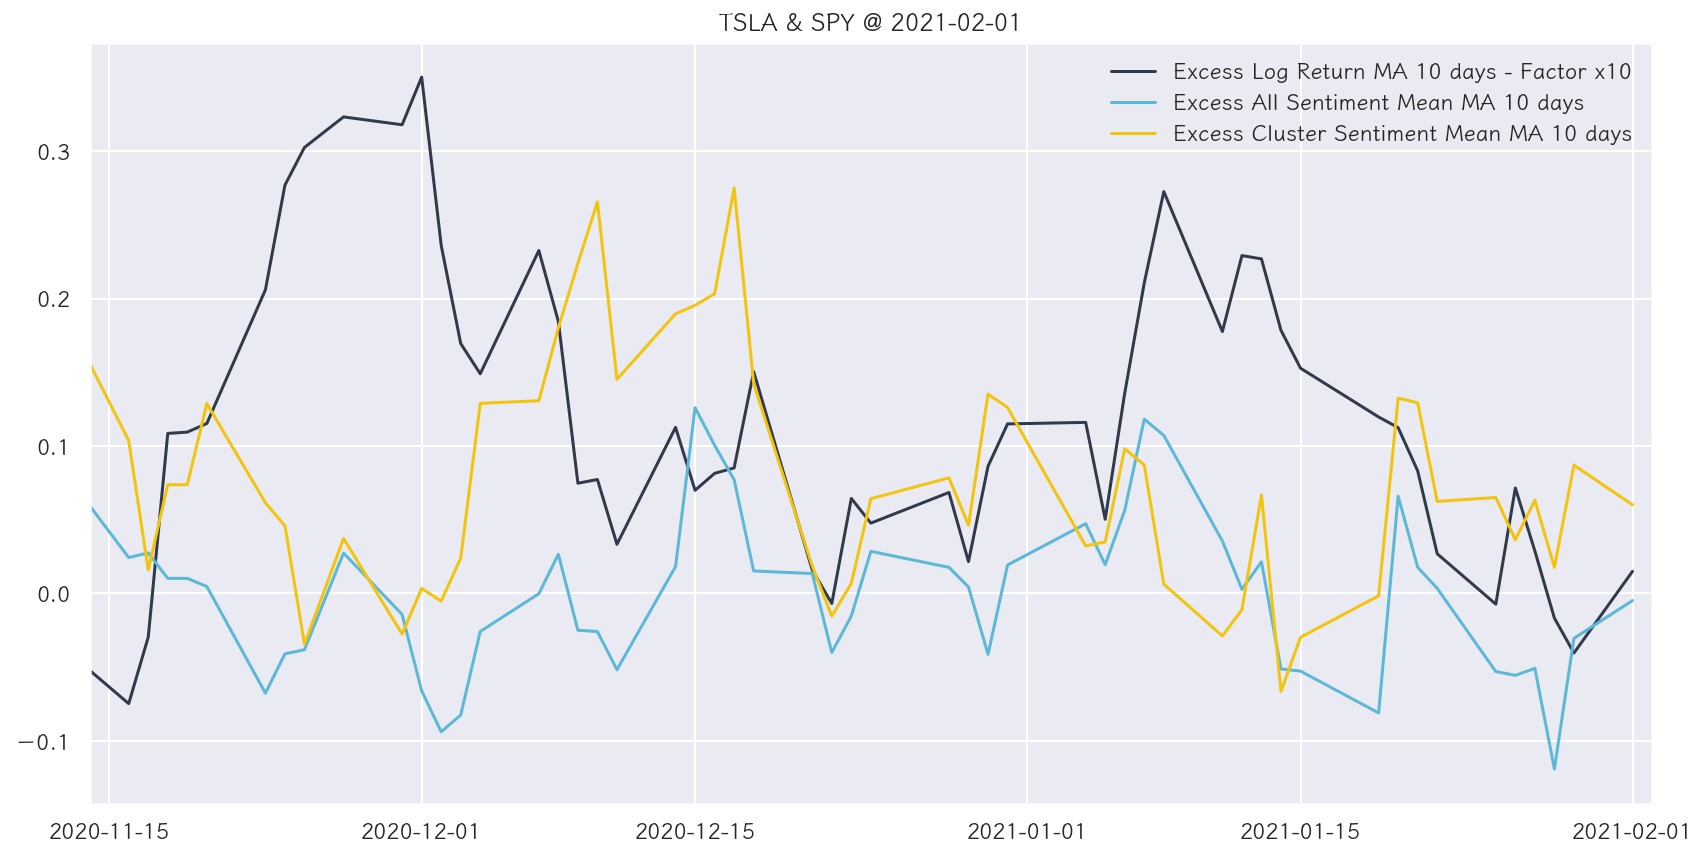 TSLA & SPY @ 2021-02-01
Excess Log Return MA 10 days - Factor x10
Excess All Sentiment Mean MA 10 days
Excess Cluster Sentiment Mean MA 10 days
0.3
0.2
0.1
0.0
−0.1
2020-11-15 2020-12-01 2020-12-15 2021-01-01 2021-01-15 2021-02-01